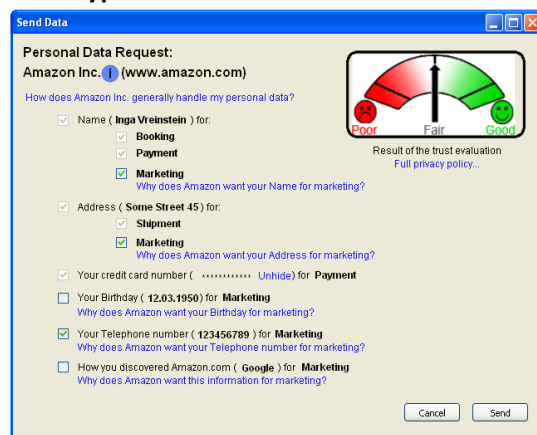 Send Data
Personal Data Request:
Amazon Inc. i (www.amazon.com)
How does Amazon Inc. generally handle my personal data?
Poor Fair Good
Result of the trust evaluation
Full privacy policy...
Name ( Inga Vreinstein ) for:
Booking
Payment
Marketing
Why does Amazon want your Name for marketing?
Address ( Some Street 45 ) for:
Shipment
Marketing
Why does Amazon want your Address for marketing?
Your credit card number ( ************ Unhide ) for Payment
Your Birthday ( 12.03.1950 ) for Marketing
Why does Amazon want your Birthday for marketing?
Your Telephone number ( 123456789 ) for Marketing
Why does Amazon want your Telephone number for marketing?
How you discovered Amazon.com ( Google ) for Marketing
Why does Amazon want this information for marketing?
Cancel Send